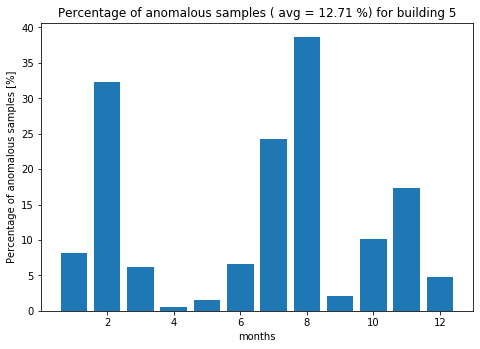 Percentage of anomalous samples ( avg = 12.71 %) for building 5
Percentage of anomalous samples [%]
40
35
30
25
20
15
10
5
0
2 4 6 8 10 12
months